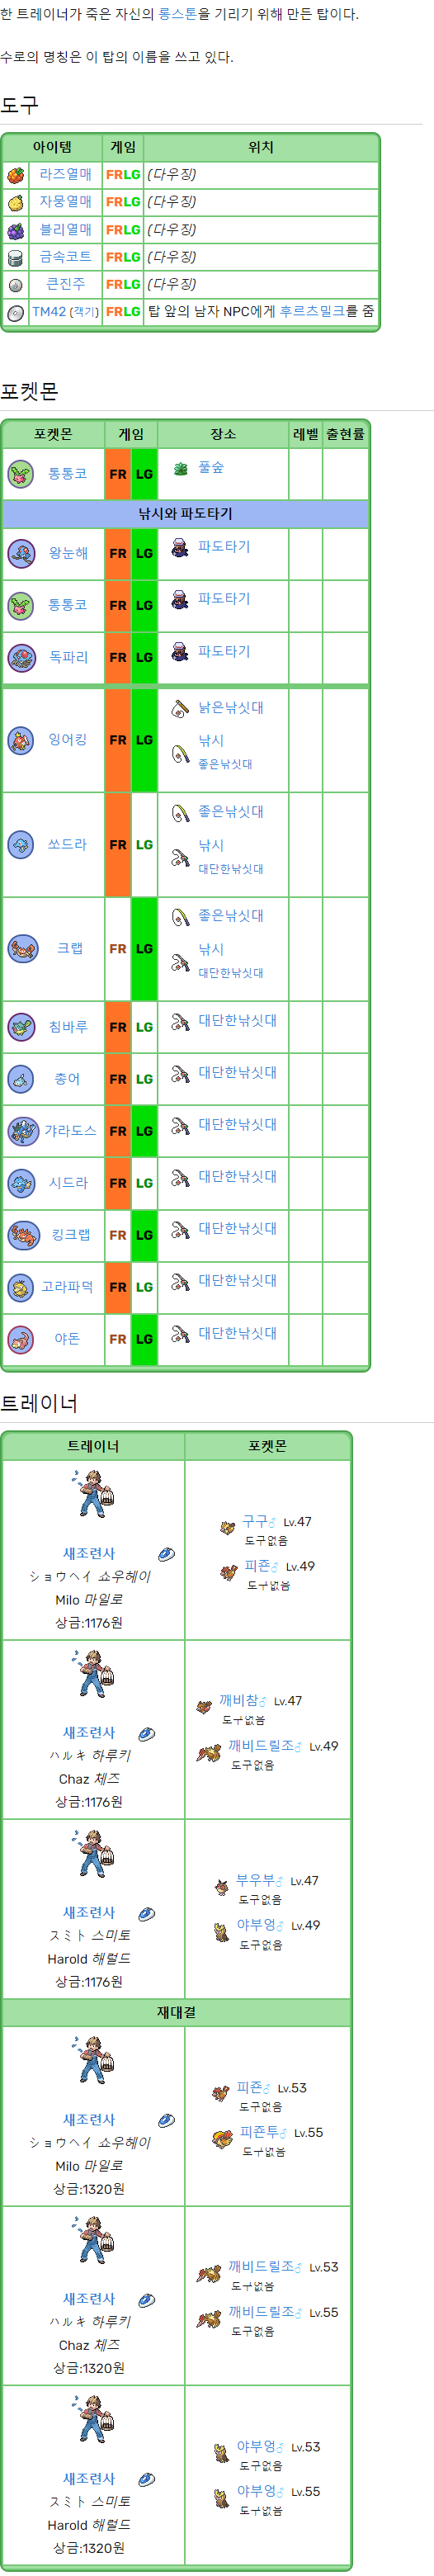 한 트레이너가 죽은 자신의 롱스톤을 기리기 위해 만든 탑이다.
수로의 명칭은 이 탑의 이름을 쓰고 있다.
도구
아이템 게임 위치
라즈열매 FRLG (다우징)
자뭉열매 FRLG (다우징)
블리열매 FRLG (다우징)
금속코트 FRLG (다우징)
큰진주 FRLG (다우징)
TM42 (객기) FRLG 탑 앞의 남자 NPC에게 후르츠밀크를 줌
포켓몬
포켓몬 게임 장소 레벨 출현률
통통코 FR LG 풀숲
낚시와 파도타기
왕눈해 FR LG 파도타기
통통코 FR LG 파도타기
독파리 FR LG 파도타기
잉어킹 FR LG 낡은낚싯대
낚시
좋은낚싯대
쏘드라 FR LG 좋은낚싯대
낚시
대단한낚싯대
크랩 FR LG 좋은낚싯대
낚시
대단한낚싯대
침바루 FR LG 대단한낚싯대
총어 FR LG 대단한낚싯대
갸라도스 FR LG 대단한낚싯대
시드라 FR LG 대단한낚싯대
킹크랩 FR LG 대단한낚싯대
고라파덕 FR LG 대단한낚싯대
야돈 FR LG 대단한낚싯대
트레이너
트레이너 포켓몬
새조련사
ショウヘイ 쇼우헤이
Milo 마일로
상금:1176원
구구♂ Lv.47
도구없음
피죤♂ Lv.49
도구없음
새조련사
ハルキ 하루키
Chaz 체즈
상금:1176원
깨비참♂ Lv.47
도구없음
깨비드릴조♂ Lv.49
도구없음
새조련사
スミト 스미토
Harold 해럴드
상금:1176원
부우부♂ Lv.47
도구없음
야부엉♂ Lv.49
도구없음
재대결
새조련사
ショウヘイ 쇼우헤이
Milo 마일로
상금:1320원
피죤♂ Lv.53
도구없음
피죤투♂ Lv.55
도구없음
새조련사
ハルキ 하루키
Chaz 체즈
상금:1320원
깨비드릴조♂ Lv.53
도구없음
깨비드릴조♂ Lv.55
도구없음
새조련사
スミト 스미토
Harold 해럴드
상금:1320원
야부엉♂ Lv.53
도구없음
야부엉♂ Lv.55
도구없음